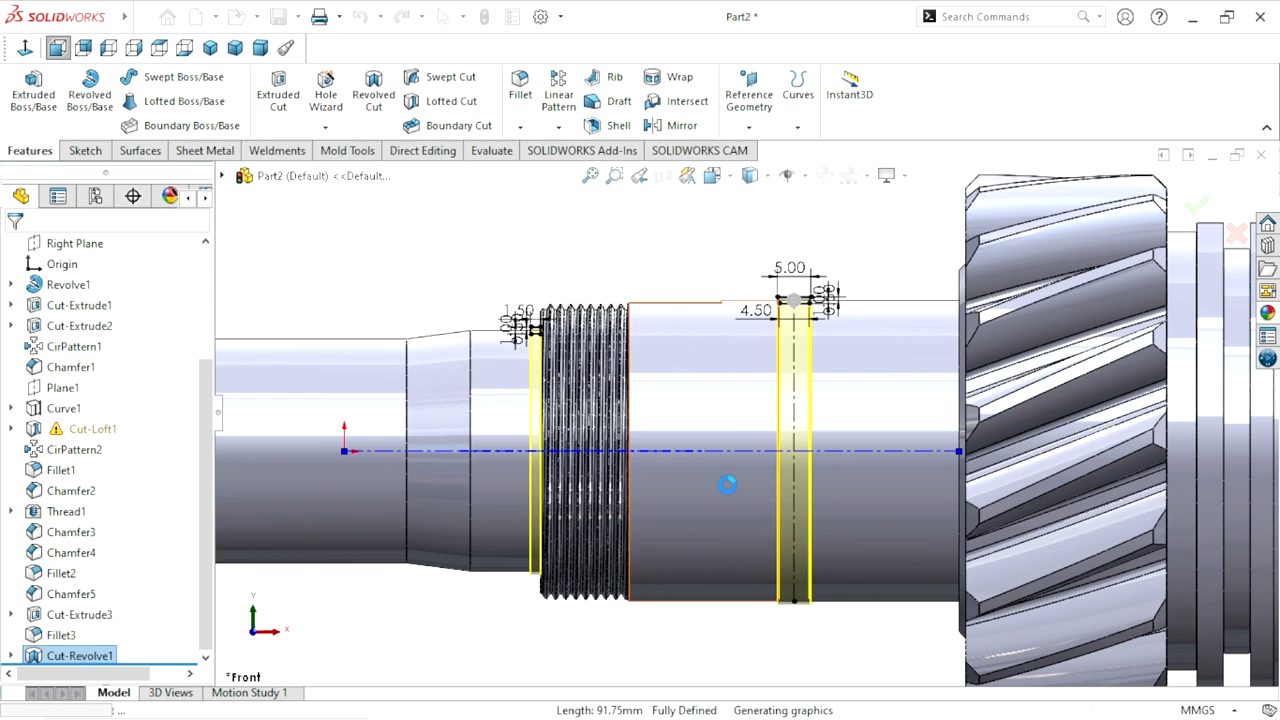 SOLIDWORKS
Part2 *
Search Commands
Extruded Boss/Base
Revolved Boss/Base
Swept Boss/Base
Lofted Boss/Base
Boundary Boss/Base
Extruded Cut
Hole Wizard
Revolved Cut
Swept Cut
Lofted Cut
Boundary Cut
Fillet
Linear Pattern
Rib
Draft
Shell
Wrap
Intersect
Mirror
Reference Geometry
Curves
Instant3D
Features Sketch Surfaces Sheet Metal Weldments Mold Tools Direct Editing Evaluate SOLIDWORKS Add-Ins SOLIDWORKS CAM
Part2 (Default) <<Default...
Right Plane
Origin
Revolve1
Cut-Extrude1
Cut-Extrude2
CirPattern1
Chamfer1
Plane1
Curve1
Cut-Loft1
CirPattern2
Fillet1
Chamfer2
Thread1
Chamfer3
Chamfer4
Fillet2
Chamfer5
Cut-Extrude3
Fillet3
Cut-Revolve1
5.00
4.50
1.50
Y
X
*Front
Model 3D Views Motion Study 1
Length: 91.75mm Fully Defined Generating graphics MMGS